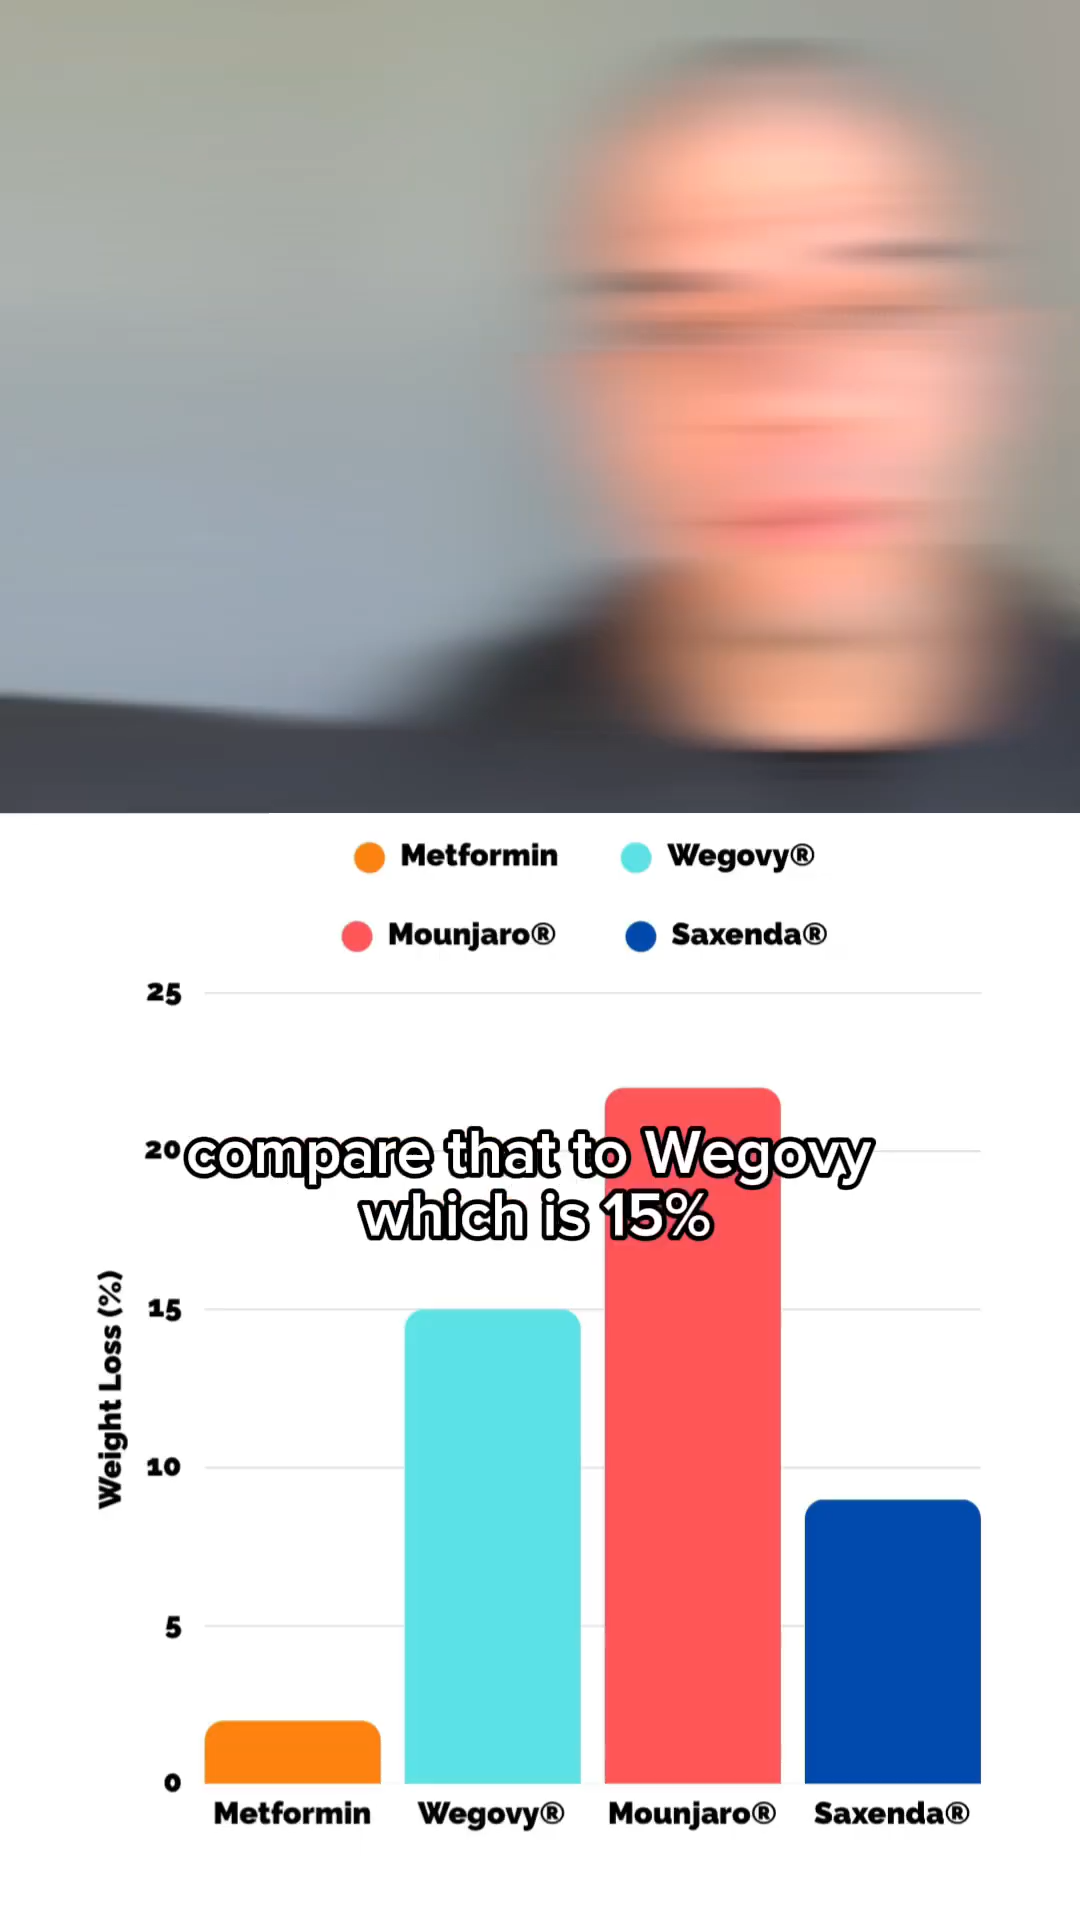 Metformin
Wegovy®
Mounjaro®
Saxenda®
25
20
compare that to Wegovy
which is 15%
15
10
5
0
Weight Loss (%)
Metformin
Wegovy®
Mounjaro®
Saxenda®